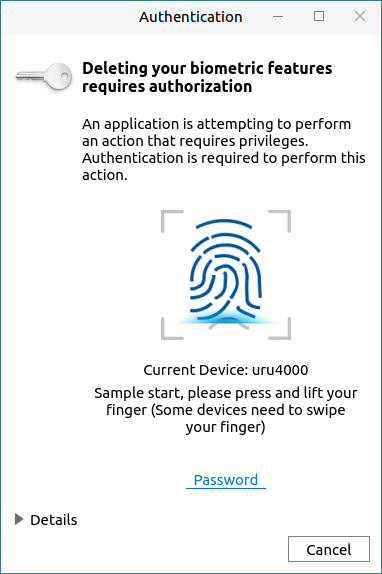 Authentication
Deleting your biometric features
requires authorization
An application is attempting to perform
an action that requires privileges.
Authentication is required to perform this
action.
Current Device: uru4000
Sample start, please press and lift your
finger (Some devices need to swipe
your finger)
Password
Details
Cancel